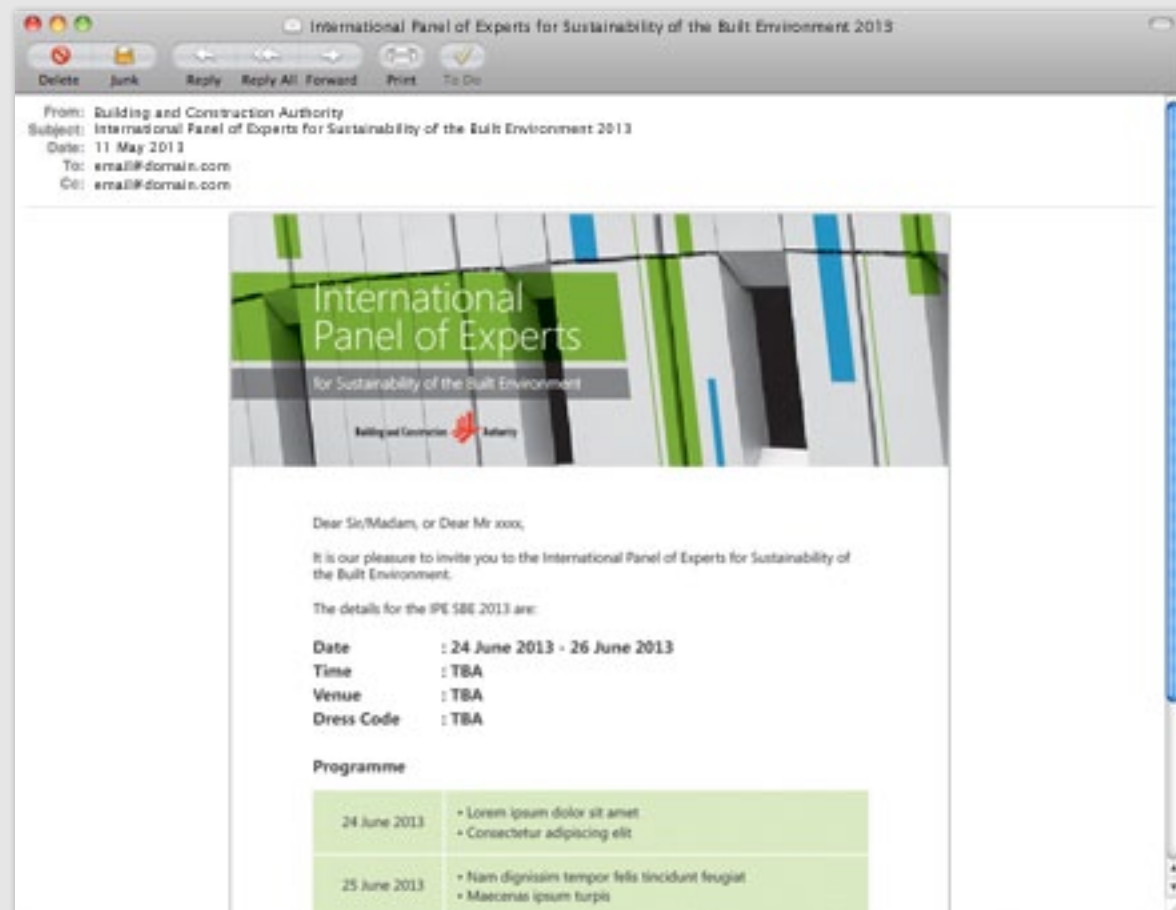 International Panel of Experts for Sustainability of the Built Environment 2013
Delete Junk Reply Reply All Forward Print To Do
From: Building and Construction Authority
Subject: International Panel of Experts for Sustainability of the Built Environment 2013
Date: 11 May 2013
To: email#domain.com
Cc: email#domain.com
International
Panel of Experts
for Sustainability of the Built Environment
Building and Construction Authority
Dear Sir/Madam, or Dear Mr xxxx,
It is our pleasure to invite you to the International Panel of Experts for Sustainability of
the Built Environment.
The details for the IPE SBE 2013 are:
Date : 24 June 2013 - 26 June 2013
Time : TBA
Venue : TBA
Dress Code : TBA
Programme
24 June 2013
• Lorem ipsum dolor sit amet
• Consectetur adipiscing elit
25 June 2013
• Nam dignissim tempor felis tincidunt feugiat
• Maecenas ipsum turpis